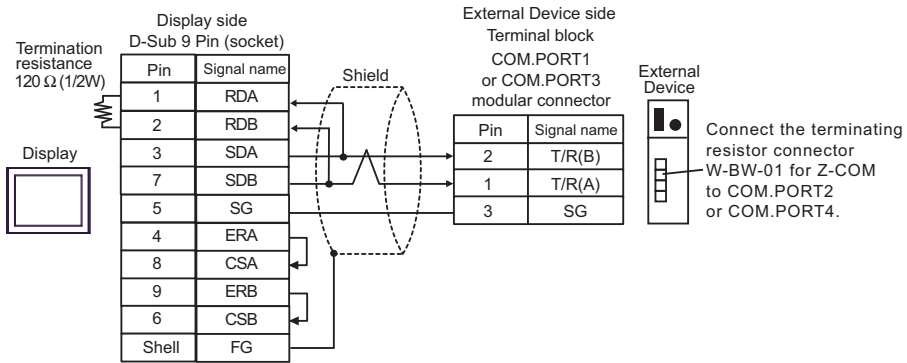 Display side
D-Sub 9 Pin (socket)
Termination
resistance
120 Ω (1/2W)
Pin Signal name
1 RDA
2 RDB
3 SDA
7 SDB
5 SG
4 ERA
8 CSA
9 ERB
6 CSB
Shell FG
Display
Shield
External Device side
Terminal block
COM.PORT1
or COM.PORT3
modular connector
Pin Signal name
2 T/R(B)
1 T/R(A)
3 SG
External
Device
Connect the terminating
resistor connector
W-BW-01 for Z-COM
to COM.PORT2
or COM.PORT4.